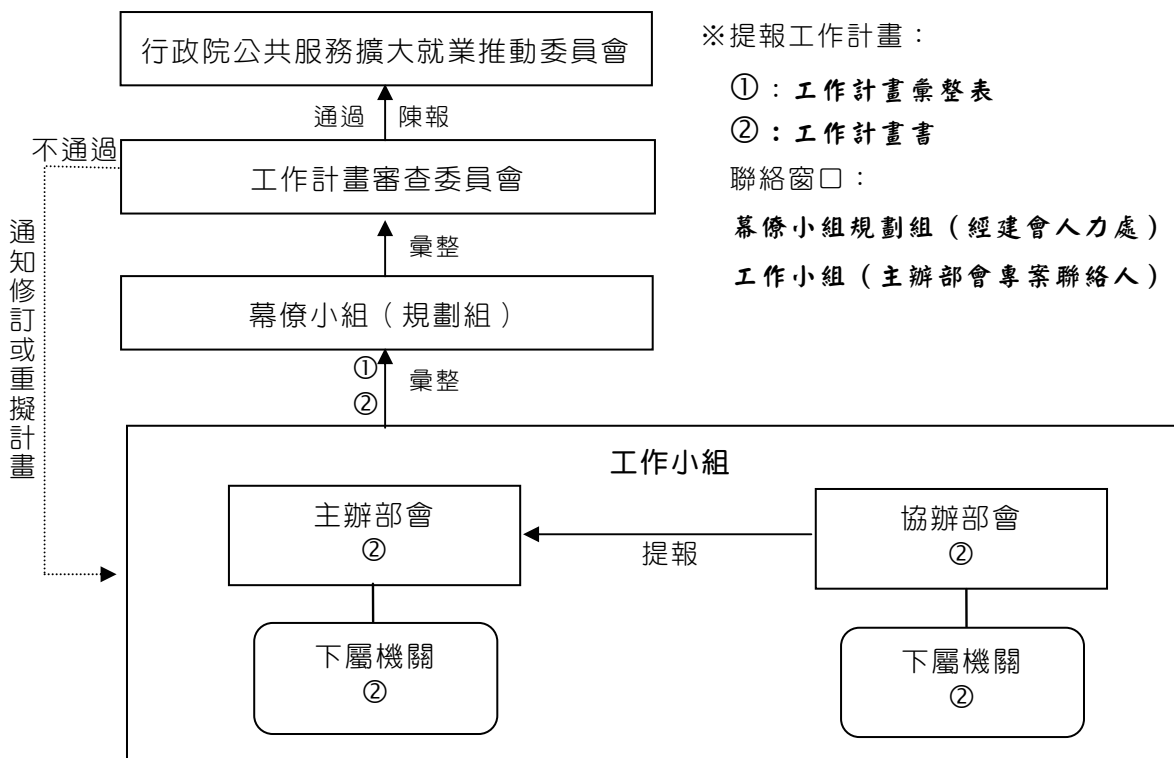 行政院公共服務擴大就業推動委員會
通過 陳報
不通過
工作計畫審查委員會
彙整
幕僚小組（規劃組）
①
②
彙整
通知修訂或重擬計畫
工作小組
主辦部會
②
提報
協辦部會
②
下屬機關
②
下屬機關
②
※提報工作計畫：
①：工作計畫彙整表
②：工作計畫書
聯絡窗口：
幕僚小組規劃組（經建會人力處）
工作小組（主辦部會專案聯絡人）